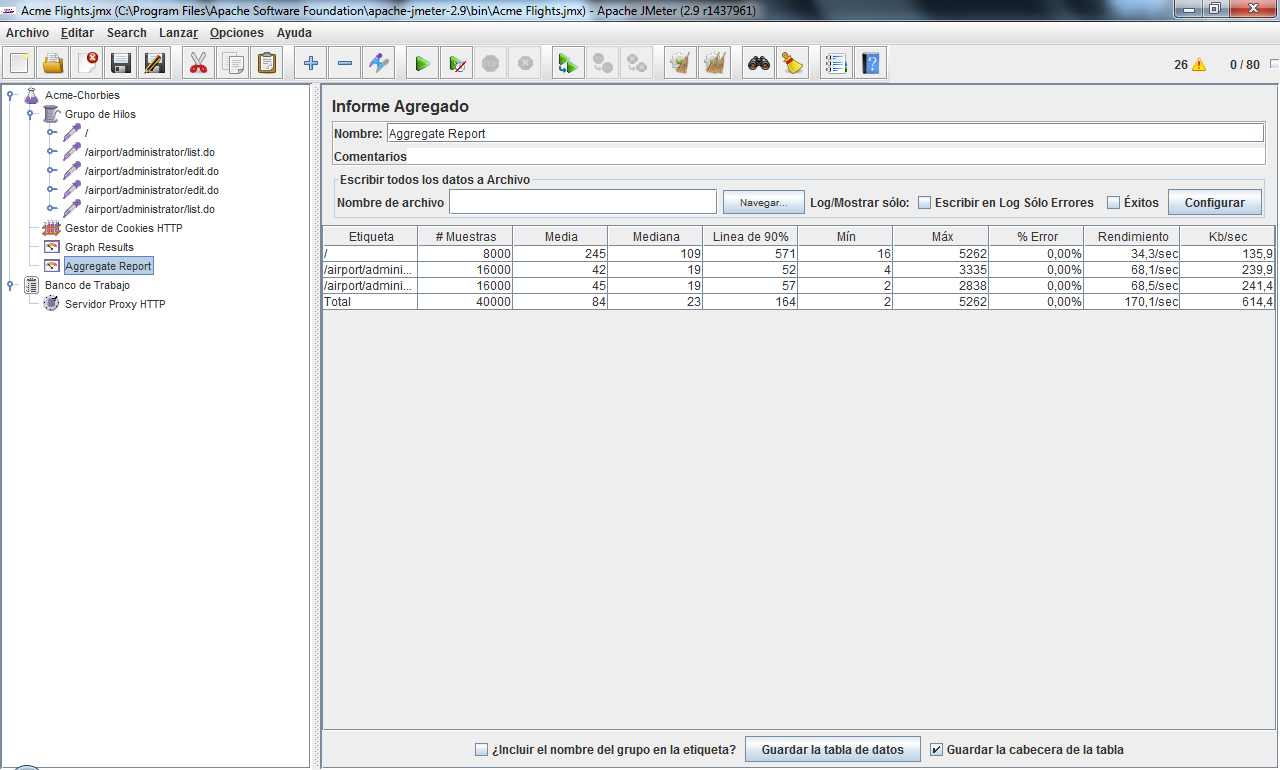 Acme Flights.jmx (C:\Program Files\Apache Software Foundation\apache-jmeter-2.9\bin\Acme Flights.jmx) - Apache JMeter (2.9 r1437961)
Archivo Editar Search Lanzar Opciones Ayuda
26 0 / 80
Acme-Chorbies
Grupo de Hilos
/
/airport/administrator/list.do
/airport/administrator/edit.do
/airport/administrator/edit.do
/airport/administrator/list.do
Gestor de Cookies HTTP
Graph Results
Aggregate Report
Banco de Trabajo
Servidor Proxy HTTP
Informe Agregado
Nombre: Aggregate Report
Comentarios
Escribir todos los datos a Archivo
Nombre de archivo Navegar... Log/Mostrar sólo: Escribir en Log Sólo Errores Éxitos Configurar
Etiqueta # Muestras Media Mediana Linea de 90% Mín Máx % Error Rendimiento Kb/sec
/ 8000 245 109 571 16 5262 0,00% 34,3/sec 135,9
/airport/admini... 16000 42 19 52 4 3335 0,00% 68,1/sec 239,9
/airport/admini... 16000 45 19 57 2 2838 0,00% 68,5/sec 241,4
Total 40000 84 23 164 2 5262 0,00% 170,1/sec 614,4
¿Incluir el nombre del grupo en la etiqueta? Guardar la tabla de datos Guardar la cabecera de la tabla